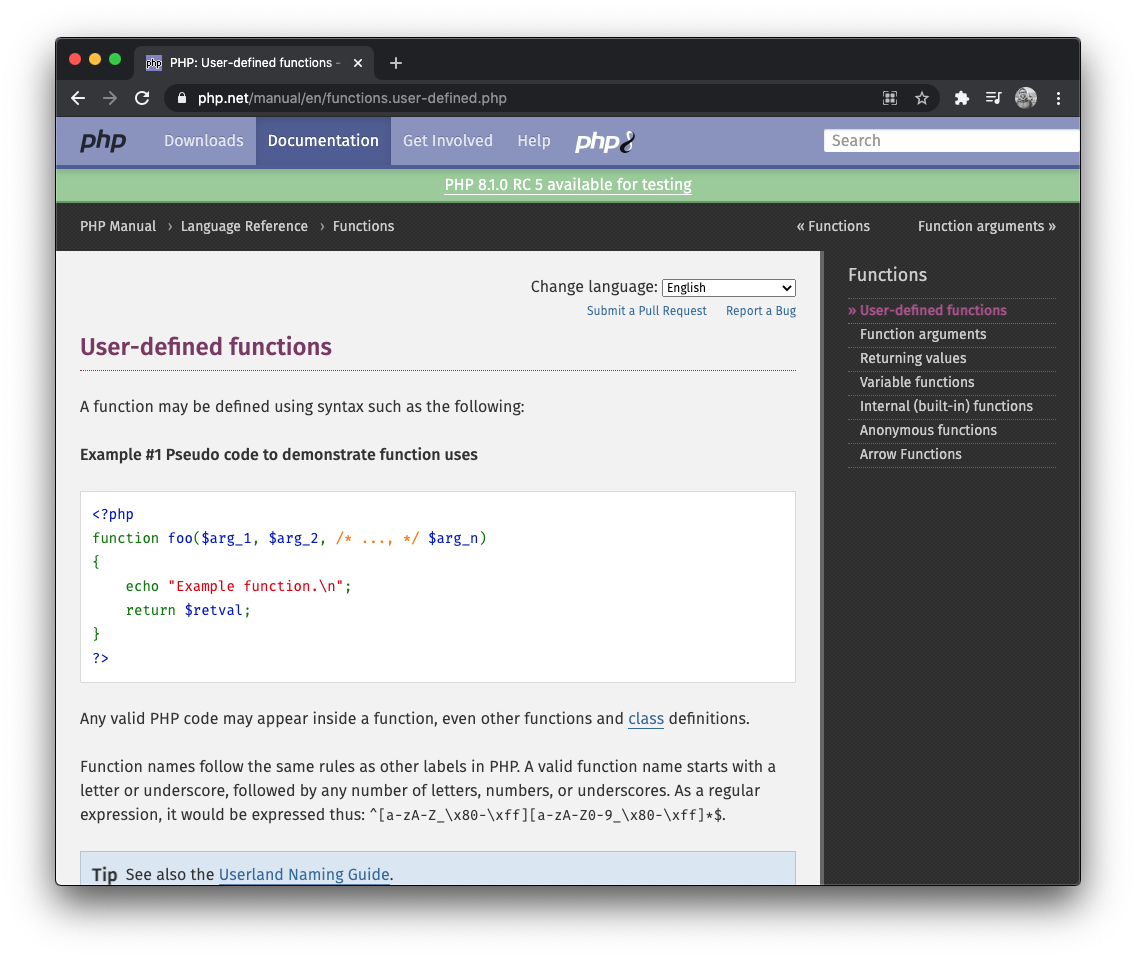 php PHP: User-defined functions -
php.net/manual/en/functions.user-defined.php
php Downloads Documentation Get Involved Help php8 Search
PHP 8.1.0 RC 5 available for testing
PHP Manual › Language Reference › Functions « Functions Function arguments »
Change language: English
Submit a Pull Request Report a Bug
User-defined functions
A function may be defined using syntax such as the following:
Example #1 Pseudo code to demonstrate function uses
<?php
function foo($arg_1, $arg_2, /* ..., */ $arg_n)
{
    echo "Example function.\n";
    return $retval;
}
?>
Any valid PHP code may appear inside a function, even other functions and class definitions.
Function names follow the same rules as other labels in PHP. A valid function name starts with a
letter or underscore, followed by any number of letters, numbers, or underscores. As a regular
expression, it would be expressed thus: ^[a-zA-Z_\x80-\xff][a-zA-Z0-9_\x80-\xff]*$.
Tip See also the Userland Naming Guide.
Functions
» User-defined functions
Function arguments
Returning values
Variable functions
Internal (built-in) functions
Anonymous functions
Arrow Functions